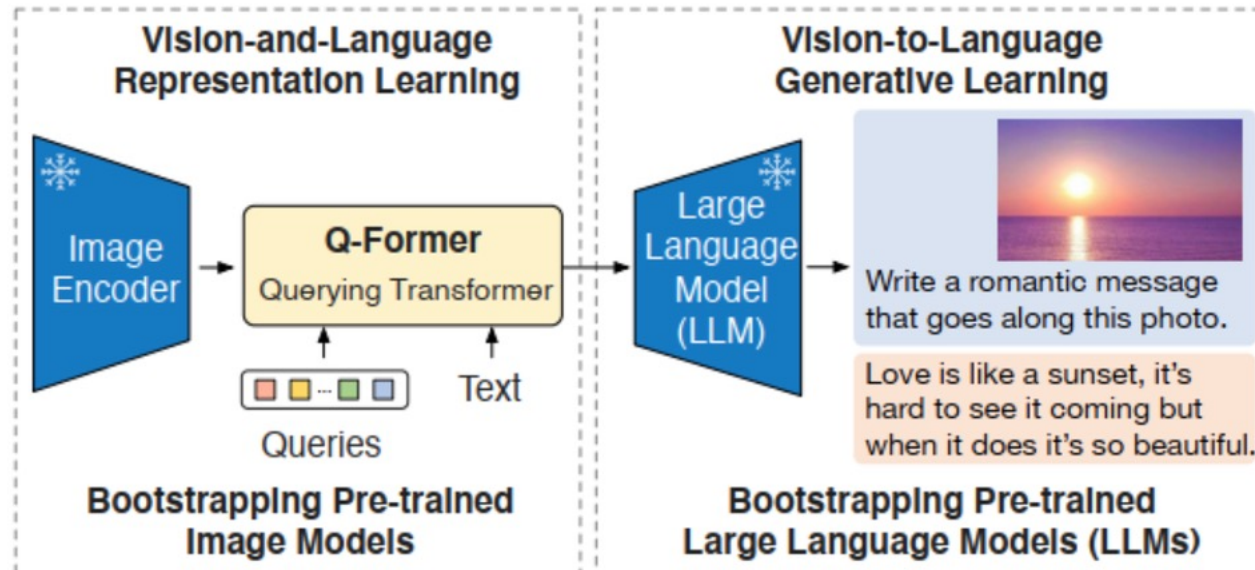 Vision-and-Language
Representation Learning
Image
Encoder
Q-Former
Querying Transformer
...
Queries
Text
Bootstrapping Pre-trained
Image Models
Vision-to-Language
Generative Learning
Large
Language
Model
(LLM)
Write a romantic message
that goes along this photo.
Love is like a sunset, it's
hard to see it coming but
when it does it's so beautiful.
Bootstrapping Pre-trained
Large Language Models (LLMs)